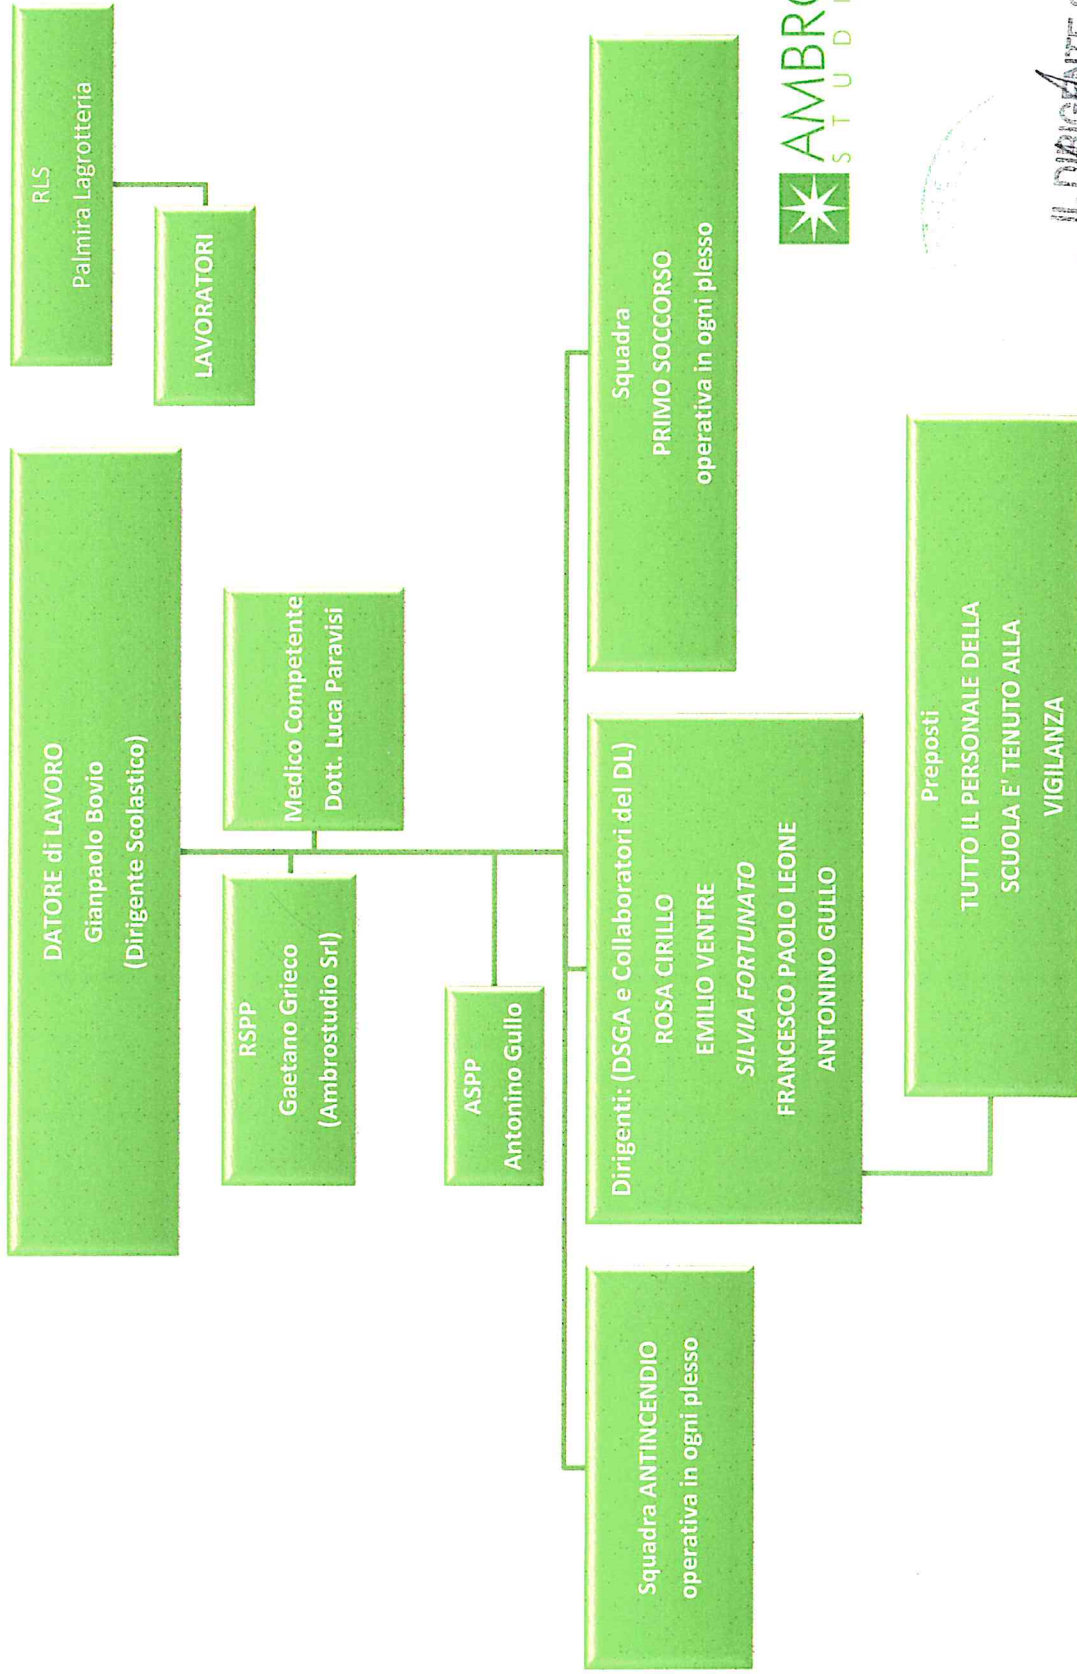 DATORE di LAVORO
Gianpaolo Bovio
(Dirigente Scolastico)
RLS
Palmira Lagrotteria
LAVORATORI
RSPP
Gaetano Grieco
(Ambrostudio Srl)
Medico Competente
Dott. Luca Paravisi
ASPP
Antonino Gullo
Squadra ANTINCENDIO
operativa in ogni plesso
Dirigenti: (DSGA e Collaboratori del DL)
ROSA CIRILLO
EMILIO VENTRE
SILVIA FORTUNATO
FRANCESCO PAOLO LEONE
ANTONINO GULLO
Squadra
PRIMO SOCCORSO
operativa in ogni plesso
Preposti
TUTTO IL PERSONALE DELLA
SCUOLA E' TENUTO ALLA
VIGILANZA
AMBRO
STUD
IL DIRIGENTE